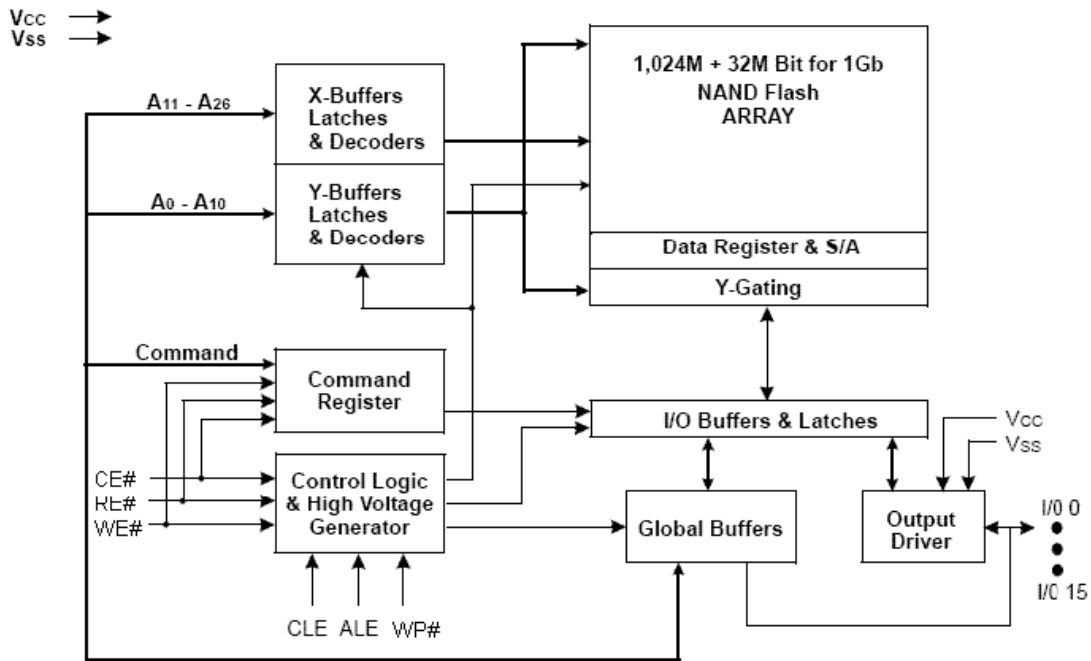 Vcc
Vss
1,024M + 32M Bit for 1Gb
NAND Flash
ARRAY
X-Buffers
Latches
& Decoders
A11 - A26
Y-Buffers
Latches
& Decoders
A0 - A10
Data Register & S/A
Y-Gating
Command
Command
Register
I/O Buffers & Latches
Vcc
Vss
CE#
RE#
WE#
Control Logic
& High Voltage
Generator
Global Buffers
Output
Driver
I/0 0
I/0 15
CLE ALE WP#